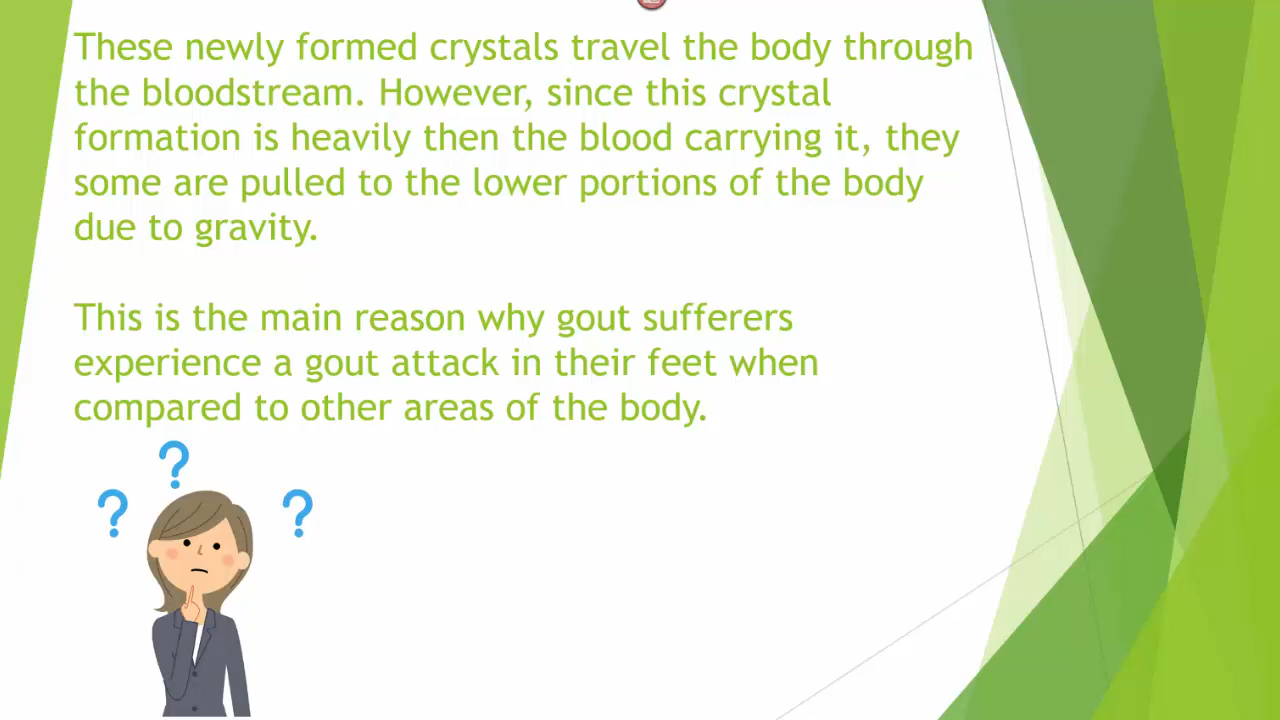 These newly formed crystals travel the body through
the bloodstream. However, since this crystal
formation is heavily then the blood carrying it, they
some are pulled to the lower portions of the body
due to gravity.
This is the main reason why gout sufferers
experience a gout attack in their feet when
compared to other areas of the body.
? ? ?